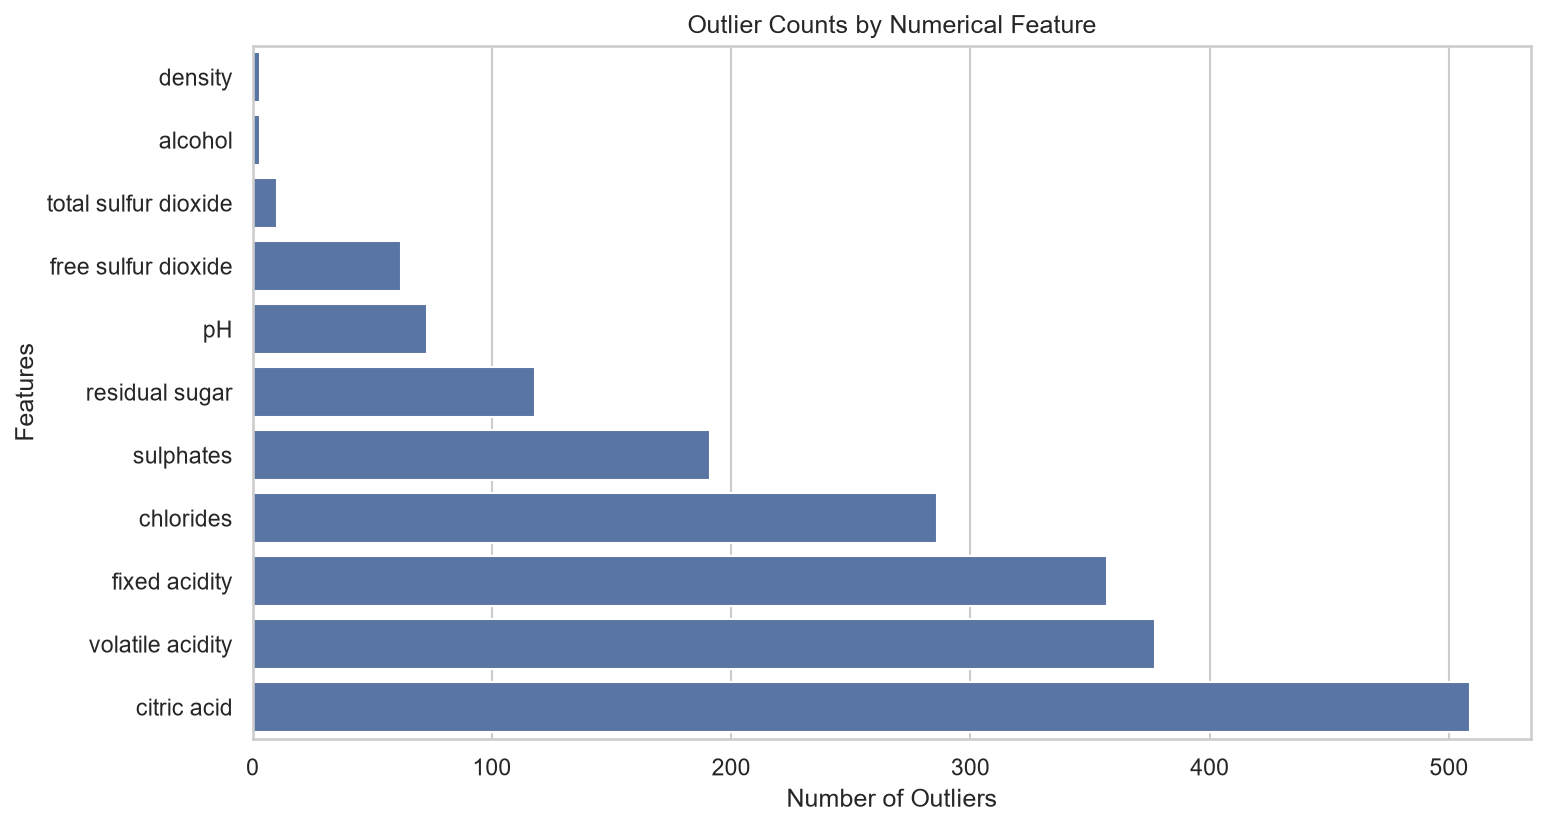 Outlier Counts by Numerical Feature
Features
density
alcohol
total sulfur dioxide
free sulfur dioxide
pH
residual sugar
sulphates
chlorides
fixed acidity
volatile acidity
citric acid
0 100 200 300 400 500
Number of Outliers